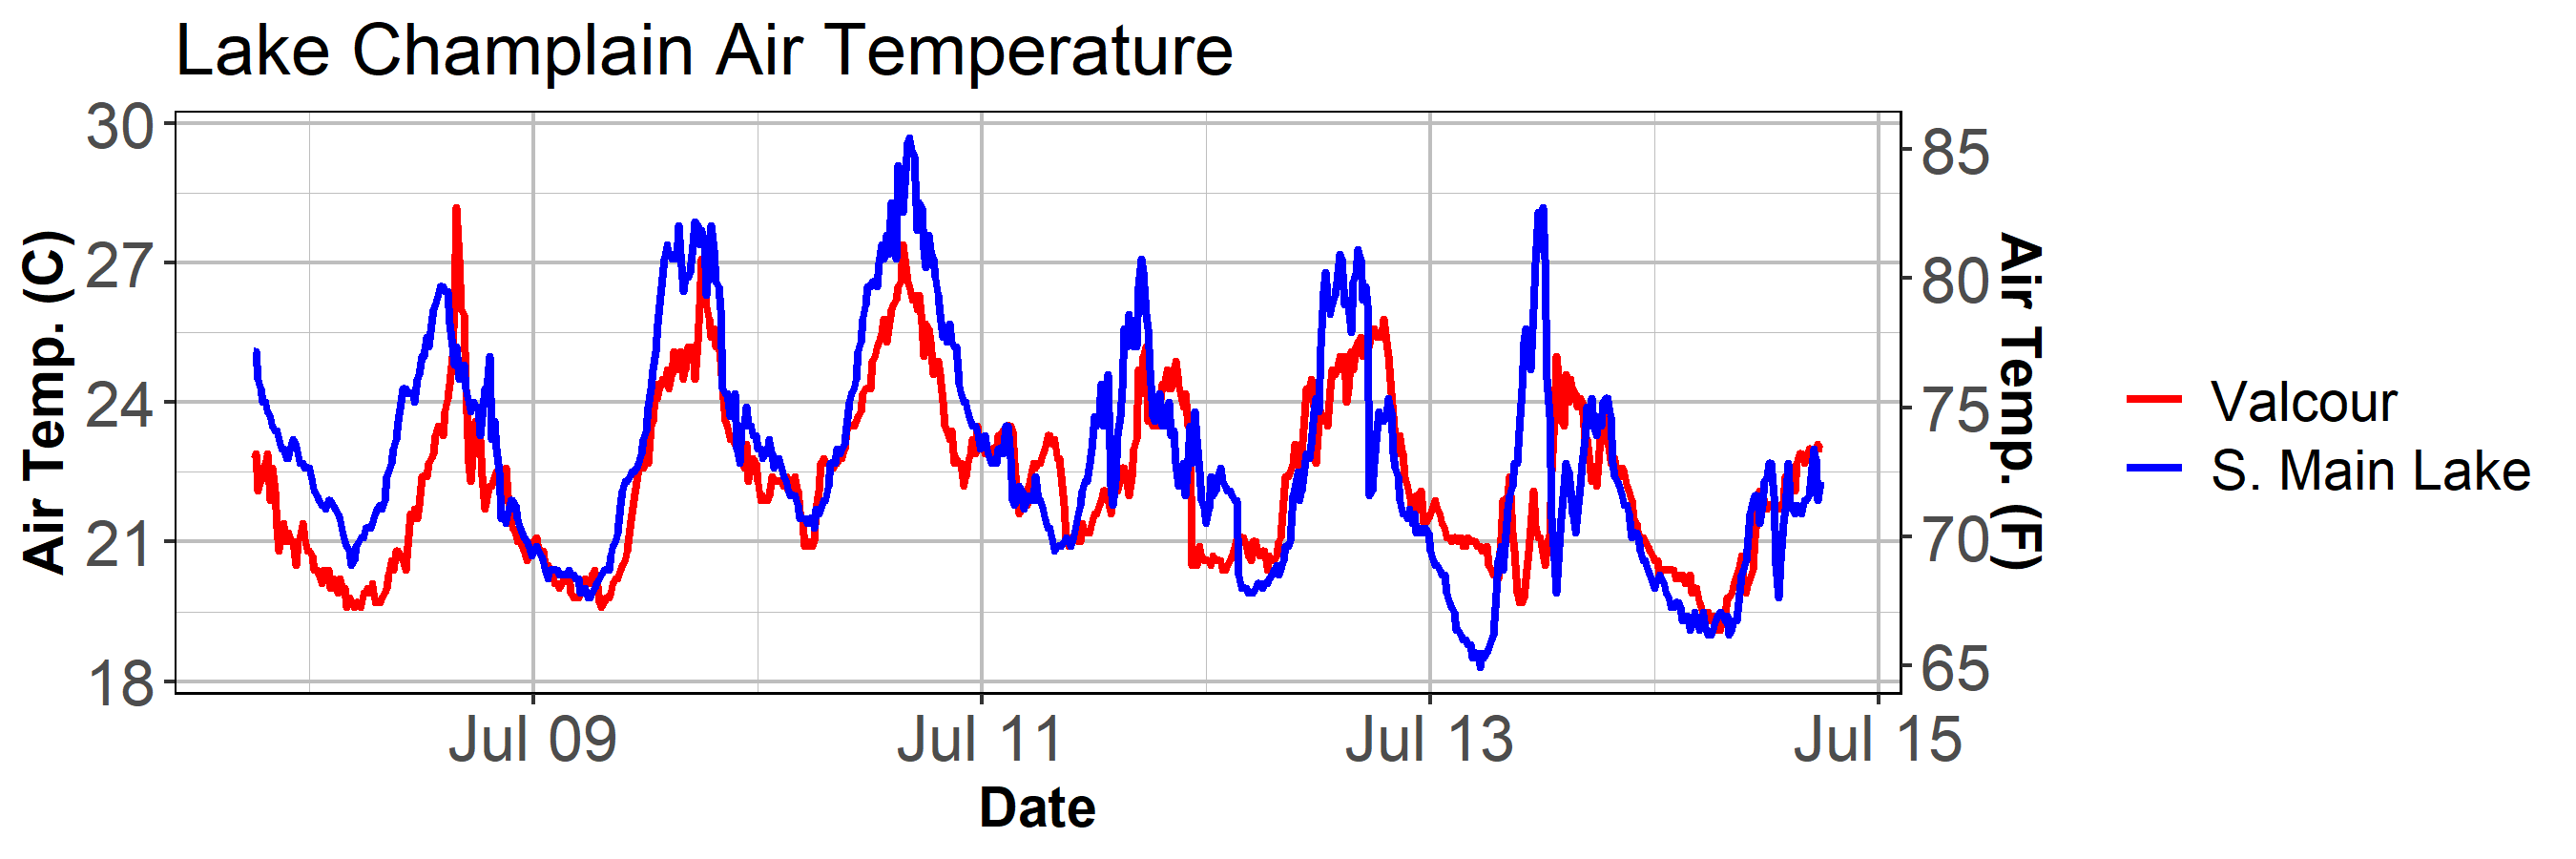 Lake Champlain Air Temperature
Air Temp. (C)
30
27
24
21
18
85
80
75
70
65
Air Temp. (F)
Jul 09
Jul 11
Jul 13
Jul 15
Date
Valcour
S. Main Lake